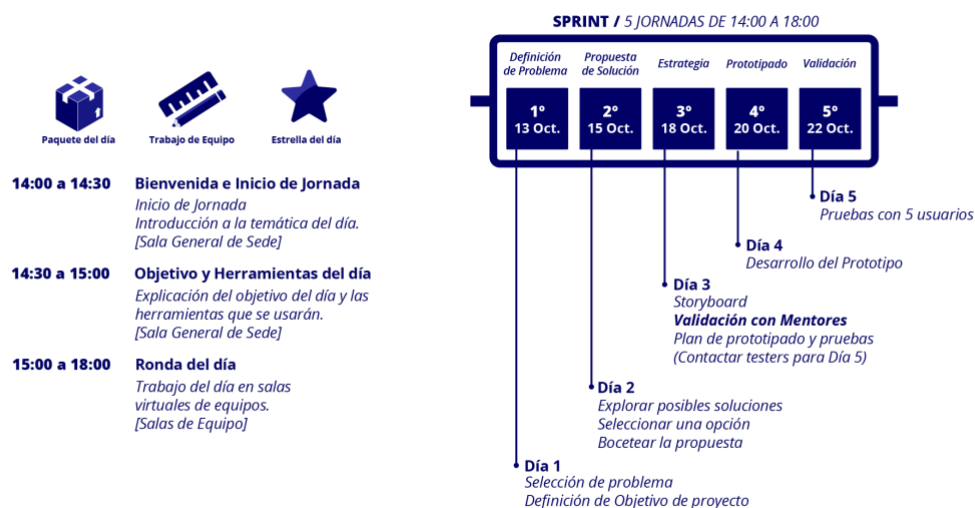 Paquete del día
Trabajo de Equipo
Estrella del día
14:00 a 14:30
Bienvenida e Inicio de Jornada
Inicio de Jornada
Introducción a la temática del día.
[Sala General de Sede]
14:30 a 15:00
Objetivo y Herramientas del día
Explicación del objetivo del día y las
herramientas que se usarán.
[Sala General de Sede]
15:00 a 18:00
Ronda del día
Trabajo del día en salas
virtuales de equipos.
[Salas de Equipo]
SPRINT / 5 JORNADAS DE 14:00 A 18:00
Definición
de Problema
1°
13 Oct.
Propuesta
de Solución
2°
15 Oct.
Estrategia
3°
18 Oct.
Prototipado
4°
20 Oct.
Validación
5°
22 Oct.
Día 5
Pruebas con 5 usuarios
Día 4
Desarrollo del Prototipo
Día 3
Storyboard
Validación con Mentores
Plan de prototipado y pruebas
(Contactar testers para Día 5)
Día 2
Explorar posibles soluciones
Seleccionar una opción
Bocetear la propuesta
Día 1
Selección de problema
Definición de Objetivo de proyecto